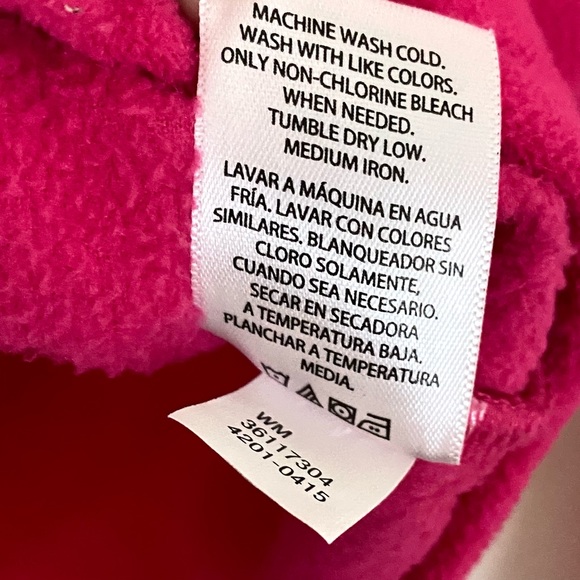 MACHINE WASH COLD.
WASH WITH LIKE COLORS.
ONLY NON-CHLORINE BLEACH
WHEN NEEDED.
TUMBLE DRY LOW.
MEDIUM IRON.
LAVAR A MÁQUINA EN AGUA
FRÍA. LAVAR CON COLORES
SIMILARES. BLANQUEADOR SIN
CLORO SOLAMENTE,
CUANDO SEA NECESARIO.
SECAR EN SECADORA
A TEMPERATURA BAJA.
PLANCHAR A TEMPERATURA
MEDIA.
WM
36117304
4201-0415